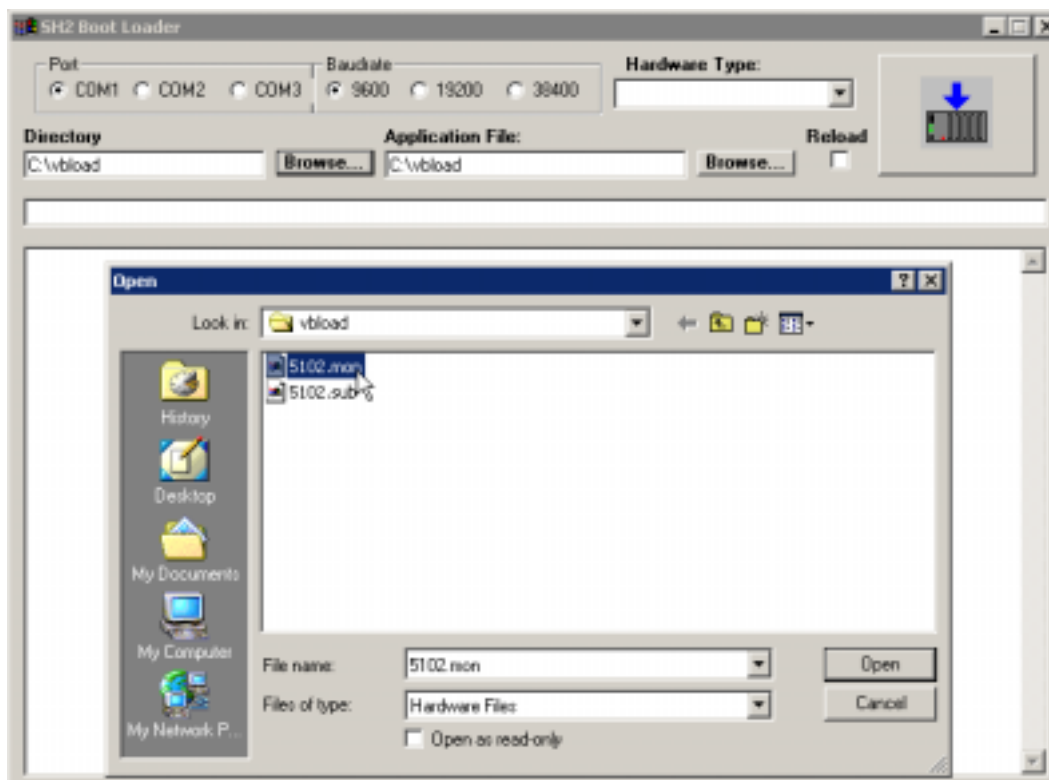 SH2 Boot Loader
Port
COM1 COM2 COM3
Baudrate
9600 19200 38400
Hardware Type:
Directory
C:\vbload
Browse...
Application File:
C:\vbload
Browse...
Reload
Open
Look in:
vbload
5102.mon
5102.sub
History
Desktop
My Documents
My Computer
My Network P...
File name:
5102.mon
Open
Files of type:
Hardware Files
Cancel
Open as read-only